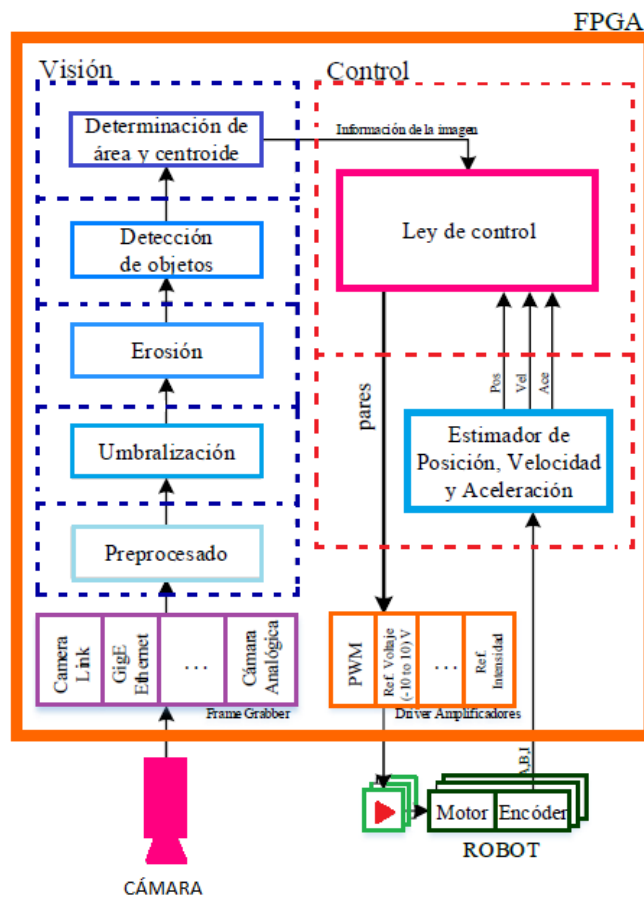 FPGA
Visión
Control
Determinación de
área y centroide
Información de la imagen
Ley de control
Detección
de objetos
Erosión
Pos
Vel
Ace
pares
Umbralización
Estimador de
Posición, Velocidad
y Aceleración
Preprocesado
Camera
Link
GigE
Ethernet
...
Cámara
Analógica
Frame Grabber
PWM
Ref. Voltaje
(-10 to 10) V
...
Ref.
Intensidad
Driver Amplificadores
A,B,I
Motor
Encóder
ROBOT
CÁMARA